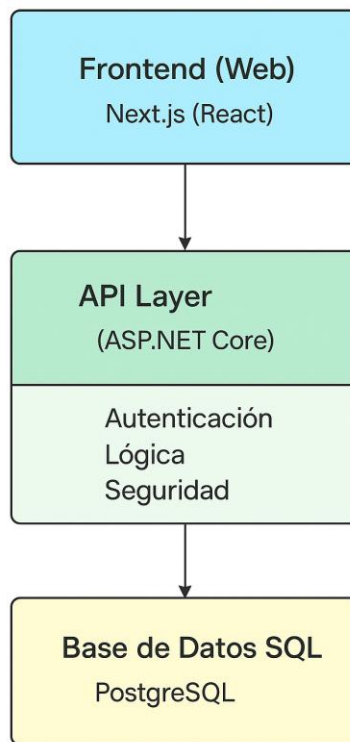 Frontend (Web)
Next.js (React)
API Layer
(ASP.NET Core)
Autenticación
Lógica
Seguridad
Base de Datos SQL
PostgreSQL